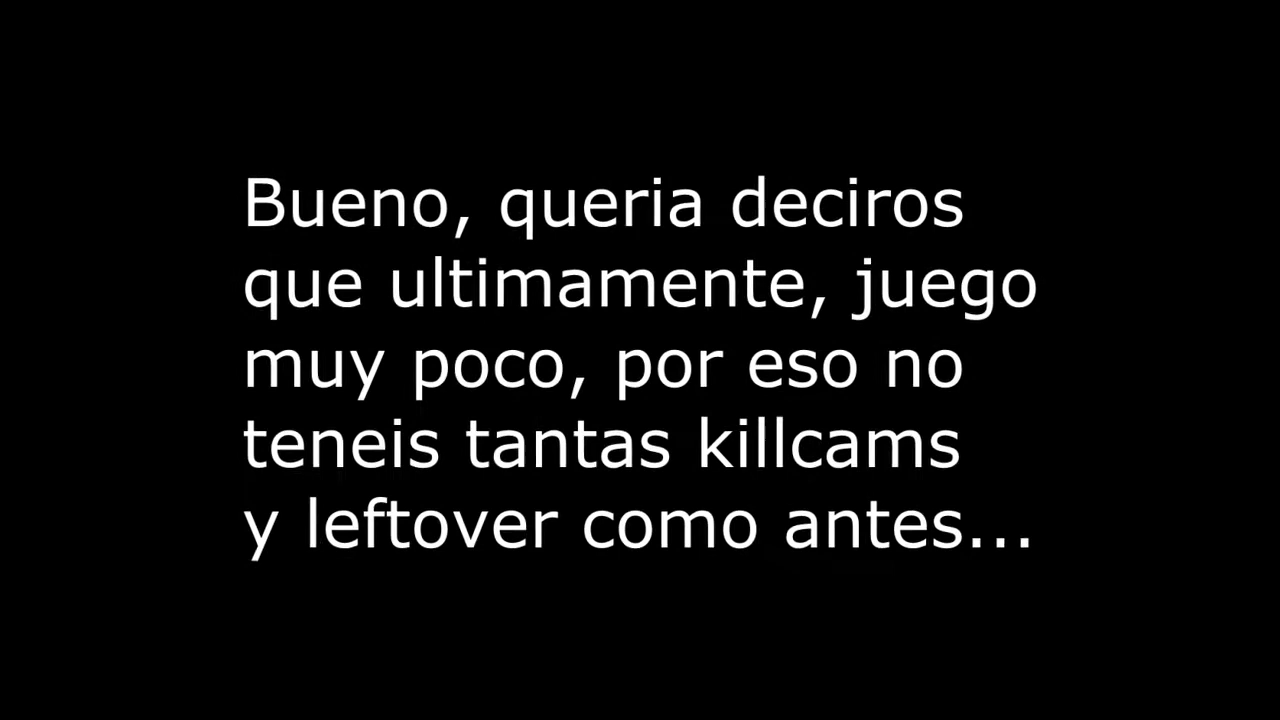 Bueno, queria deciros
que ultimamente, juego
muy poco, por eso no
teneis tantas killcams
y leftover como antes...